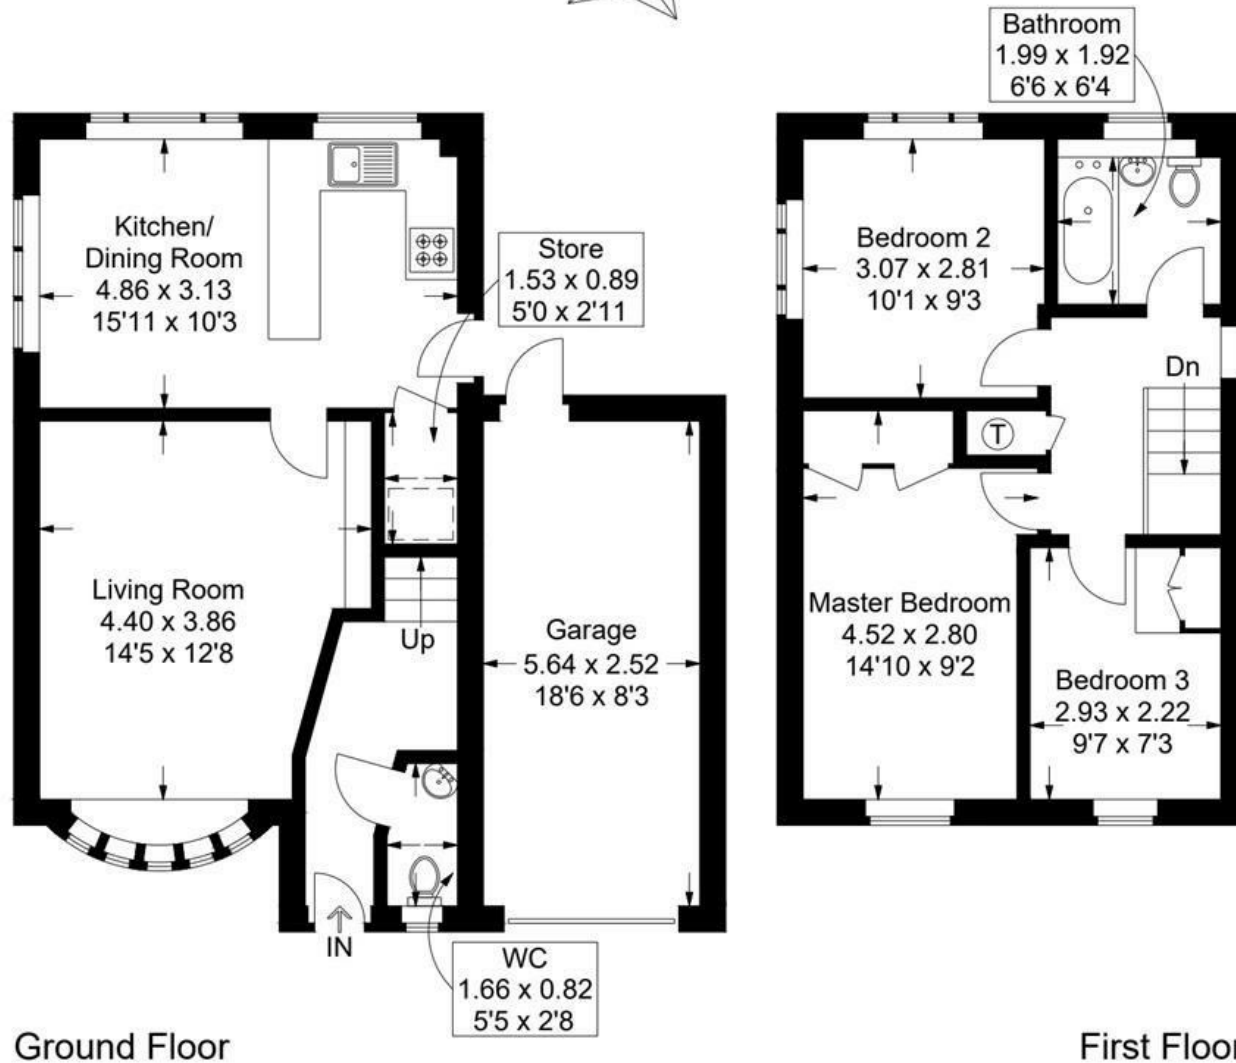 Bathroom
1.99 x 1.92
6'6 x 6'4
Kitchen/
Dining Room
4.86 x 3.13
15'11 x 10'3
Store
1.53 x 0.89
5'0 x 2'11
Bedroom 2
3.07 x 2.81
10'1 x 9'3
Dn
T
Living Room
4.40 x 3.86
14'5 x 12'8
Up
Garage
5.64 x 2.52
18'6 x 8'3
Master Bedroom
4.52 x 2.80
14'10 x 9'2
Bedroom 3
2.93 x 2.22
9'7 x 7'3
IN
WC
1.66 x 0.82
5'5 x 2'8
Ground Floor
First Floor